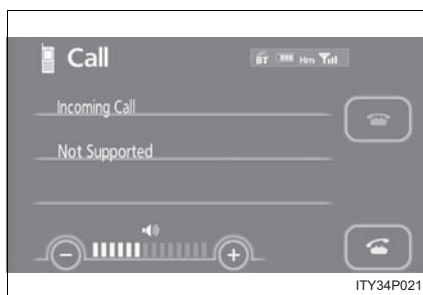 Call
BT Hm
Incoming Call
Not Supported
ITY34P021